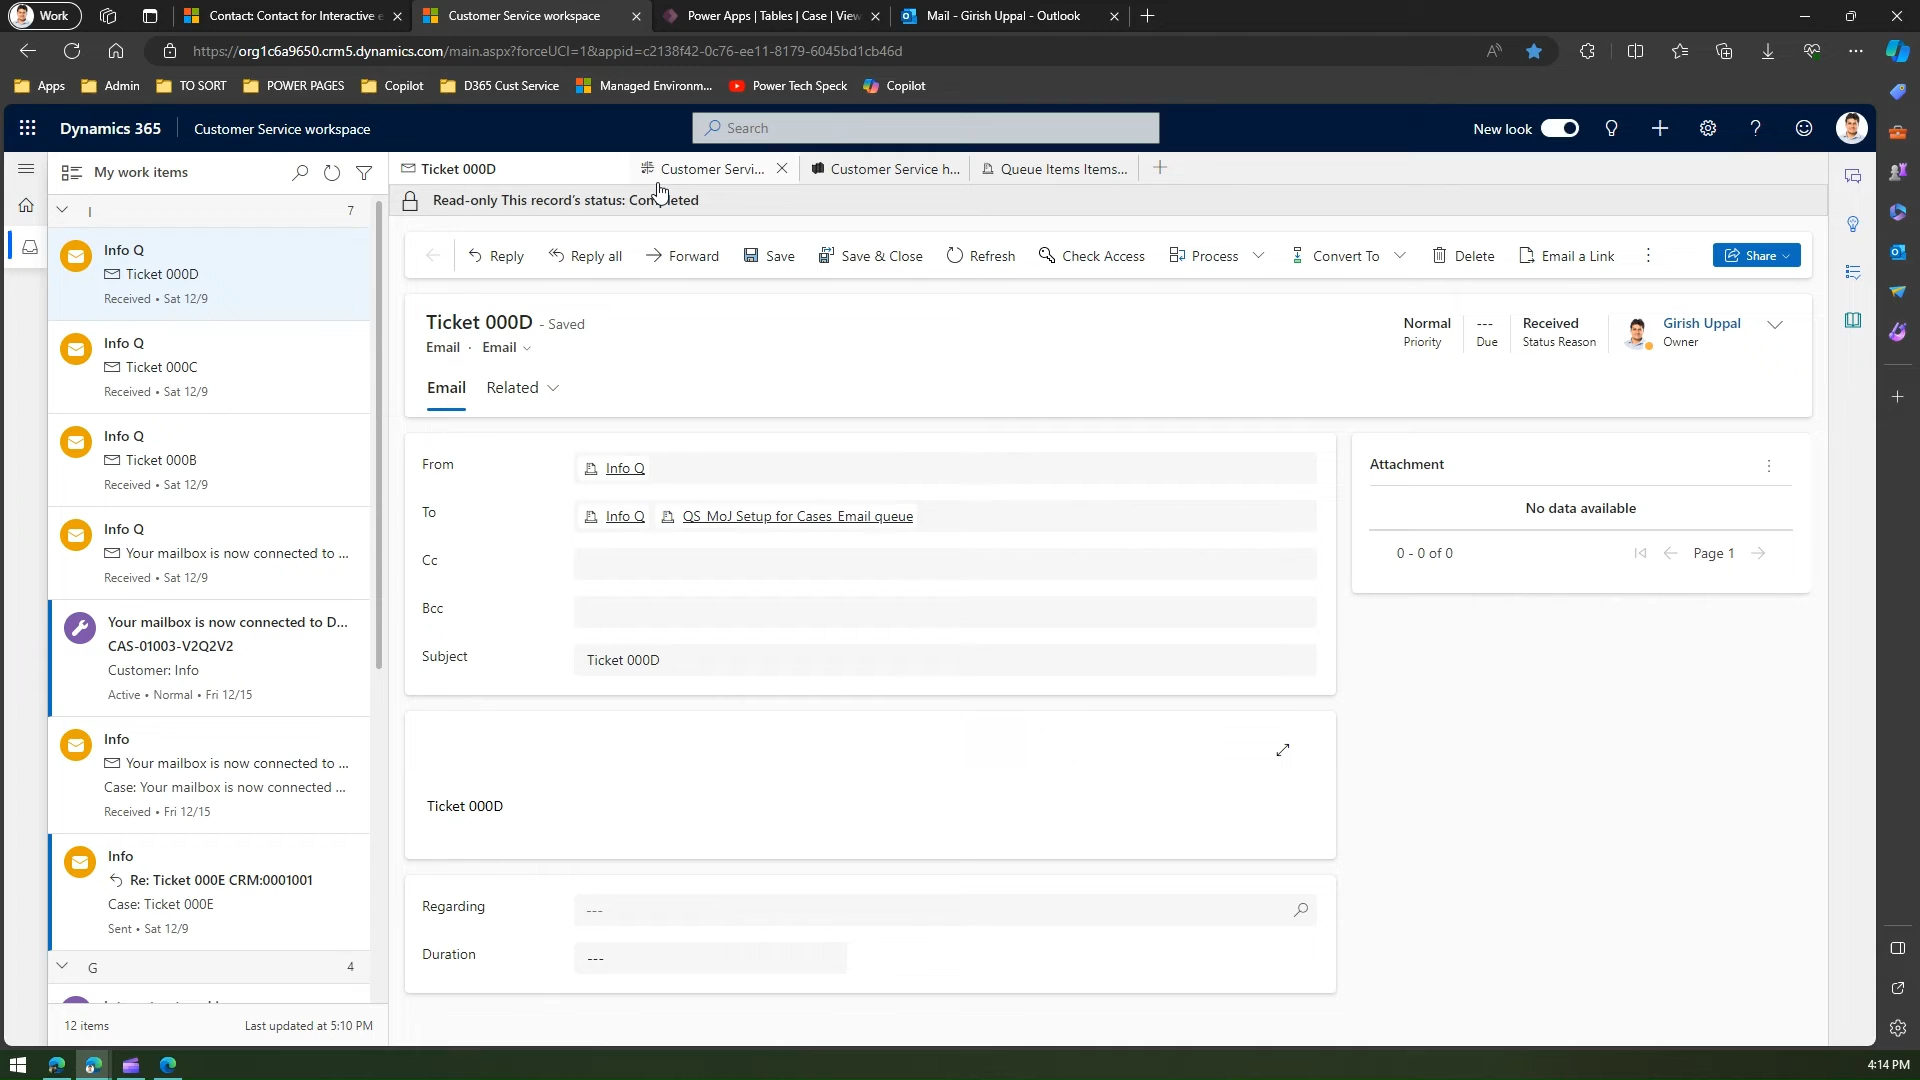 Work
Contact: Contact for Interactive e
Customer Service workspace
Power Apps | Tables | Case | View
Mail - Girish Uppal - Outlook
https://org1c6a9650.crm5.dynamics.com/main.aspx?forceUCI=1&appid=c2138f42-0c76-ee11-8179-6045bd1cb46d
Apps
Admin
TO SORT
POWER PAGES
Copilot
D365 Cust Service
Managed Environm...
Power Tech Speck
Copilot
Dynamics 365
Customer Service workspace
Search
New look
My work items
Ticket 000D
Customer Servi...
Customer Service h...
Queue Items Items...
Read-only This record's status: Completed
I 7
Info Q
Ticket 000D
Received • Sat 12/9
Info Q
Ticket 000C
Received • Sat 12/9
Info Q
Ticket 000B
Received • Sat 12/9
Info Q
Your mailbox is now connected to ...
Received • Sat 12/9
Your mailbox is now connected to D...
CAS-01003-V2Q2V2
Customer: Info
Active • Normal • Fri 12/15
Info
Your mailbox is now connected to ...
Case: Your mailbox is now connected ...
Received • Fri 12/15
Info
Re: Ticket 000E CRM:0001001
Case: Ticket 000E
Sent • Sat 12/9
G 4
12 items
Last updated at 5:10 PM
Reply
Reply all
Forward
Save
Save & Close
Refresh
Check Access
Process
Convert To
Delete
Email a Link
Share
Ticket 000D - Saved
Email · Email
Normal
Priority
---
Due
Received
Status Reason
Girish Uppal
Owner
Email
Related
From
Info Q
To
Info Q
QS MoJ Setup for Cases Email queue
Cc
Bcc
Subject
Ticket 000D
Attachment
No data available
0 - 0 of 0
Page 1
Ticket 000D
Regarding
---
Duration
---
4:14 PM